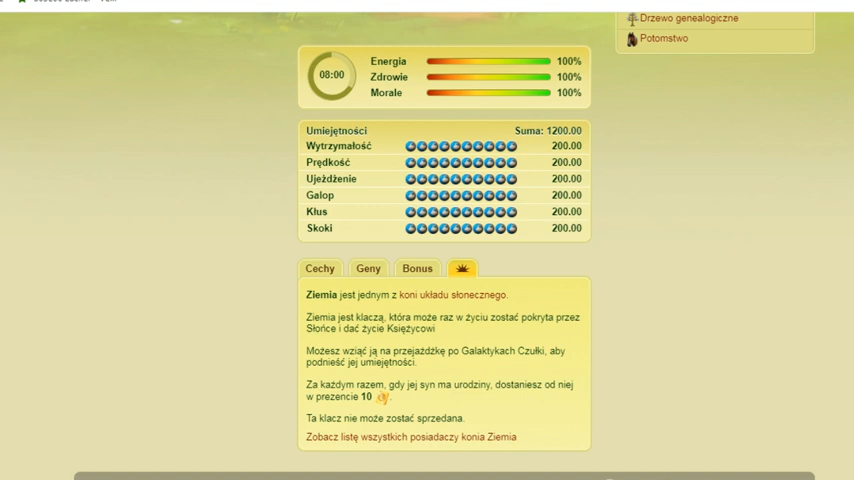 Drzewo genealogiczne
Potomstwo
08:00
Energia 100%
Zdrowie 100%
Morale 100%
Umiejętności Suma: 1200.00
Wytrzymałość 200.00
Prędkość 200.00
Ujeżdżenie 200.00
Galop 200.00
Kłus 200.00
Skoki 200.00
Cechy Geny Bonus
Ziemia jest jednym z koni układu słonecznego.
Ziemia jest klaczą, która może raz w życiu zostać pokryta przez
Słońce i dać życie Księżycowi
Możesz wziąć ją na przejażdżkę po Galaktykach Czułki, aby
podnieść jej umiejętności.
Za każdym razem, gdy jej syn ma urodziny, dostaniesz od niej
w prezencie 10 .
Ta klacz nie może zostać sprzedana.
Zobacz listę wszystkich posiadaczy konia Ziemia